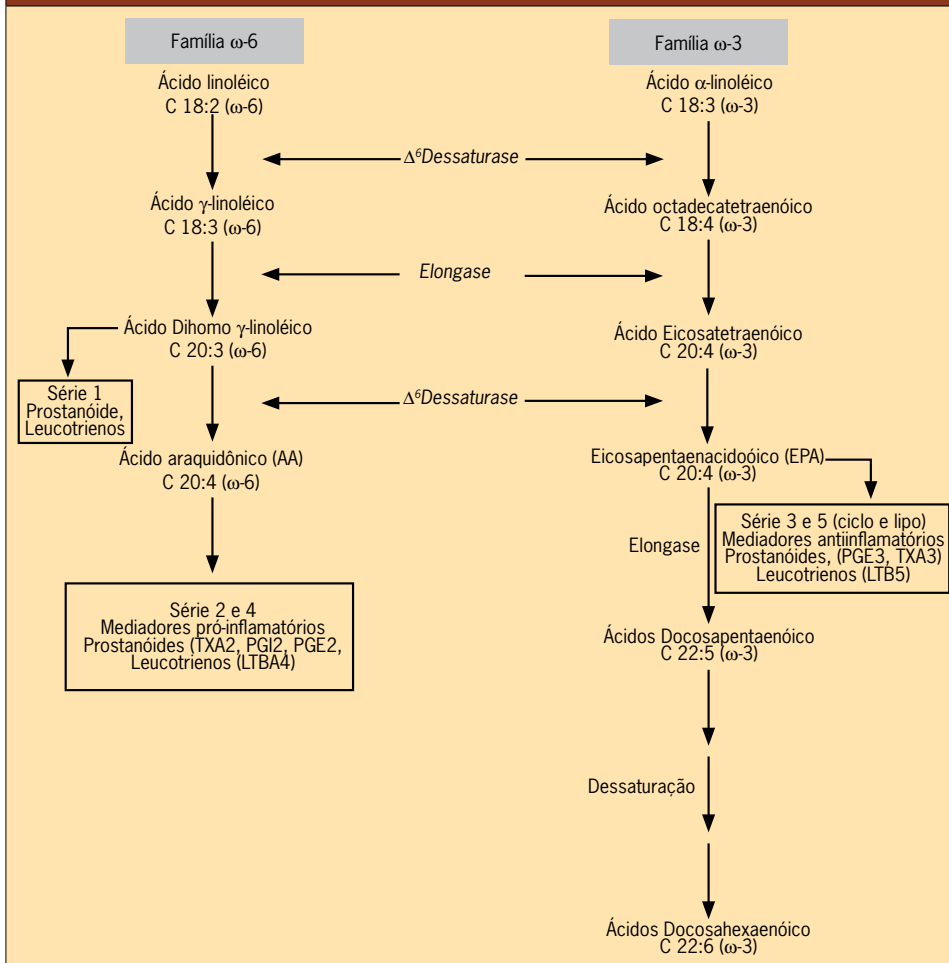 Família ω-6
Ácido linoléico
C 18:2 (ω-6)
Família ω-3
Ácido α-linoléico
C 18:3 (ω-3)
Δ⁶Dessaturase
Ácido γ-linoléico
C 18:3 (ω-6)
Ácido octadecatetraenóico
C 18:4 (ω-3)
Elongase
Ácido Dihomo γ-linoléico
C 20:3 (ω-6)
Ácido Eicosatetraenóico
C 20:4 (ω-3)
Série 1
Prostanóide,
Leucotrienos
Δ⁶Dessaturase
Ácido araquidônico (AA)
C 20:4 (ω-6)
Eicosapentaenacidoóico (EPA)
C 20:4 (ω-3)
Série 3 e 5 (ciclo e lipo)
Mediadores antiinflamatórios
Prostanóides, (PGE3, TXA3)
Leucotrienos (LTB5)
Elongase
Série 2 e 4
Mediadores pró-inflamatórios
Prostanóides (TXA2, PGI2, PGE2,
Leucotrienos (LTBA4)
Ácidos Docosapentaenóico
C 22:5 (ω-3)
Dessaturação
Ácidos Docosahexaenóico
C 22:6 (ω-3)